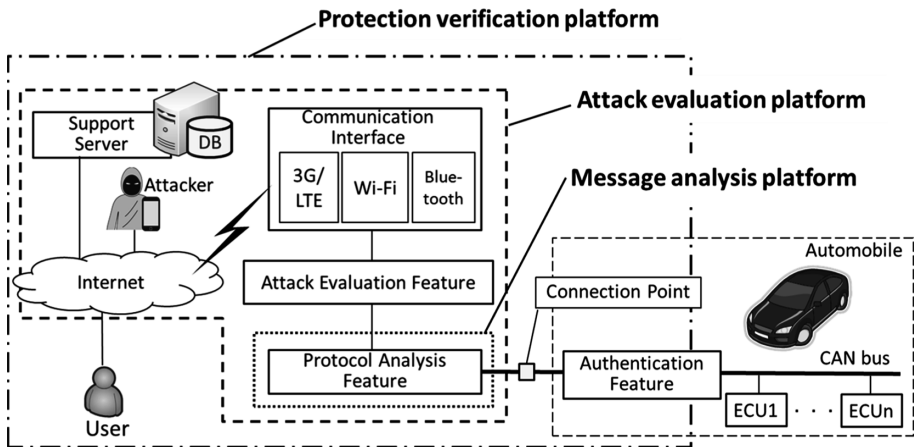 Protection verification platform
Attack evaluation platform
Message analysis platform
Support
Server
DB
Attacker
Internet
User
Communication
Interface
3G/
LTE
Wi-Fi
Blue-
tooth
Attack Evaluation Feature
Protocol Analysis
Feature
Connection Point
Automobile
Authentication
Feature
CAN bus
ECU1
· · ·
ECUn